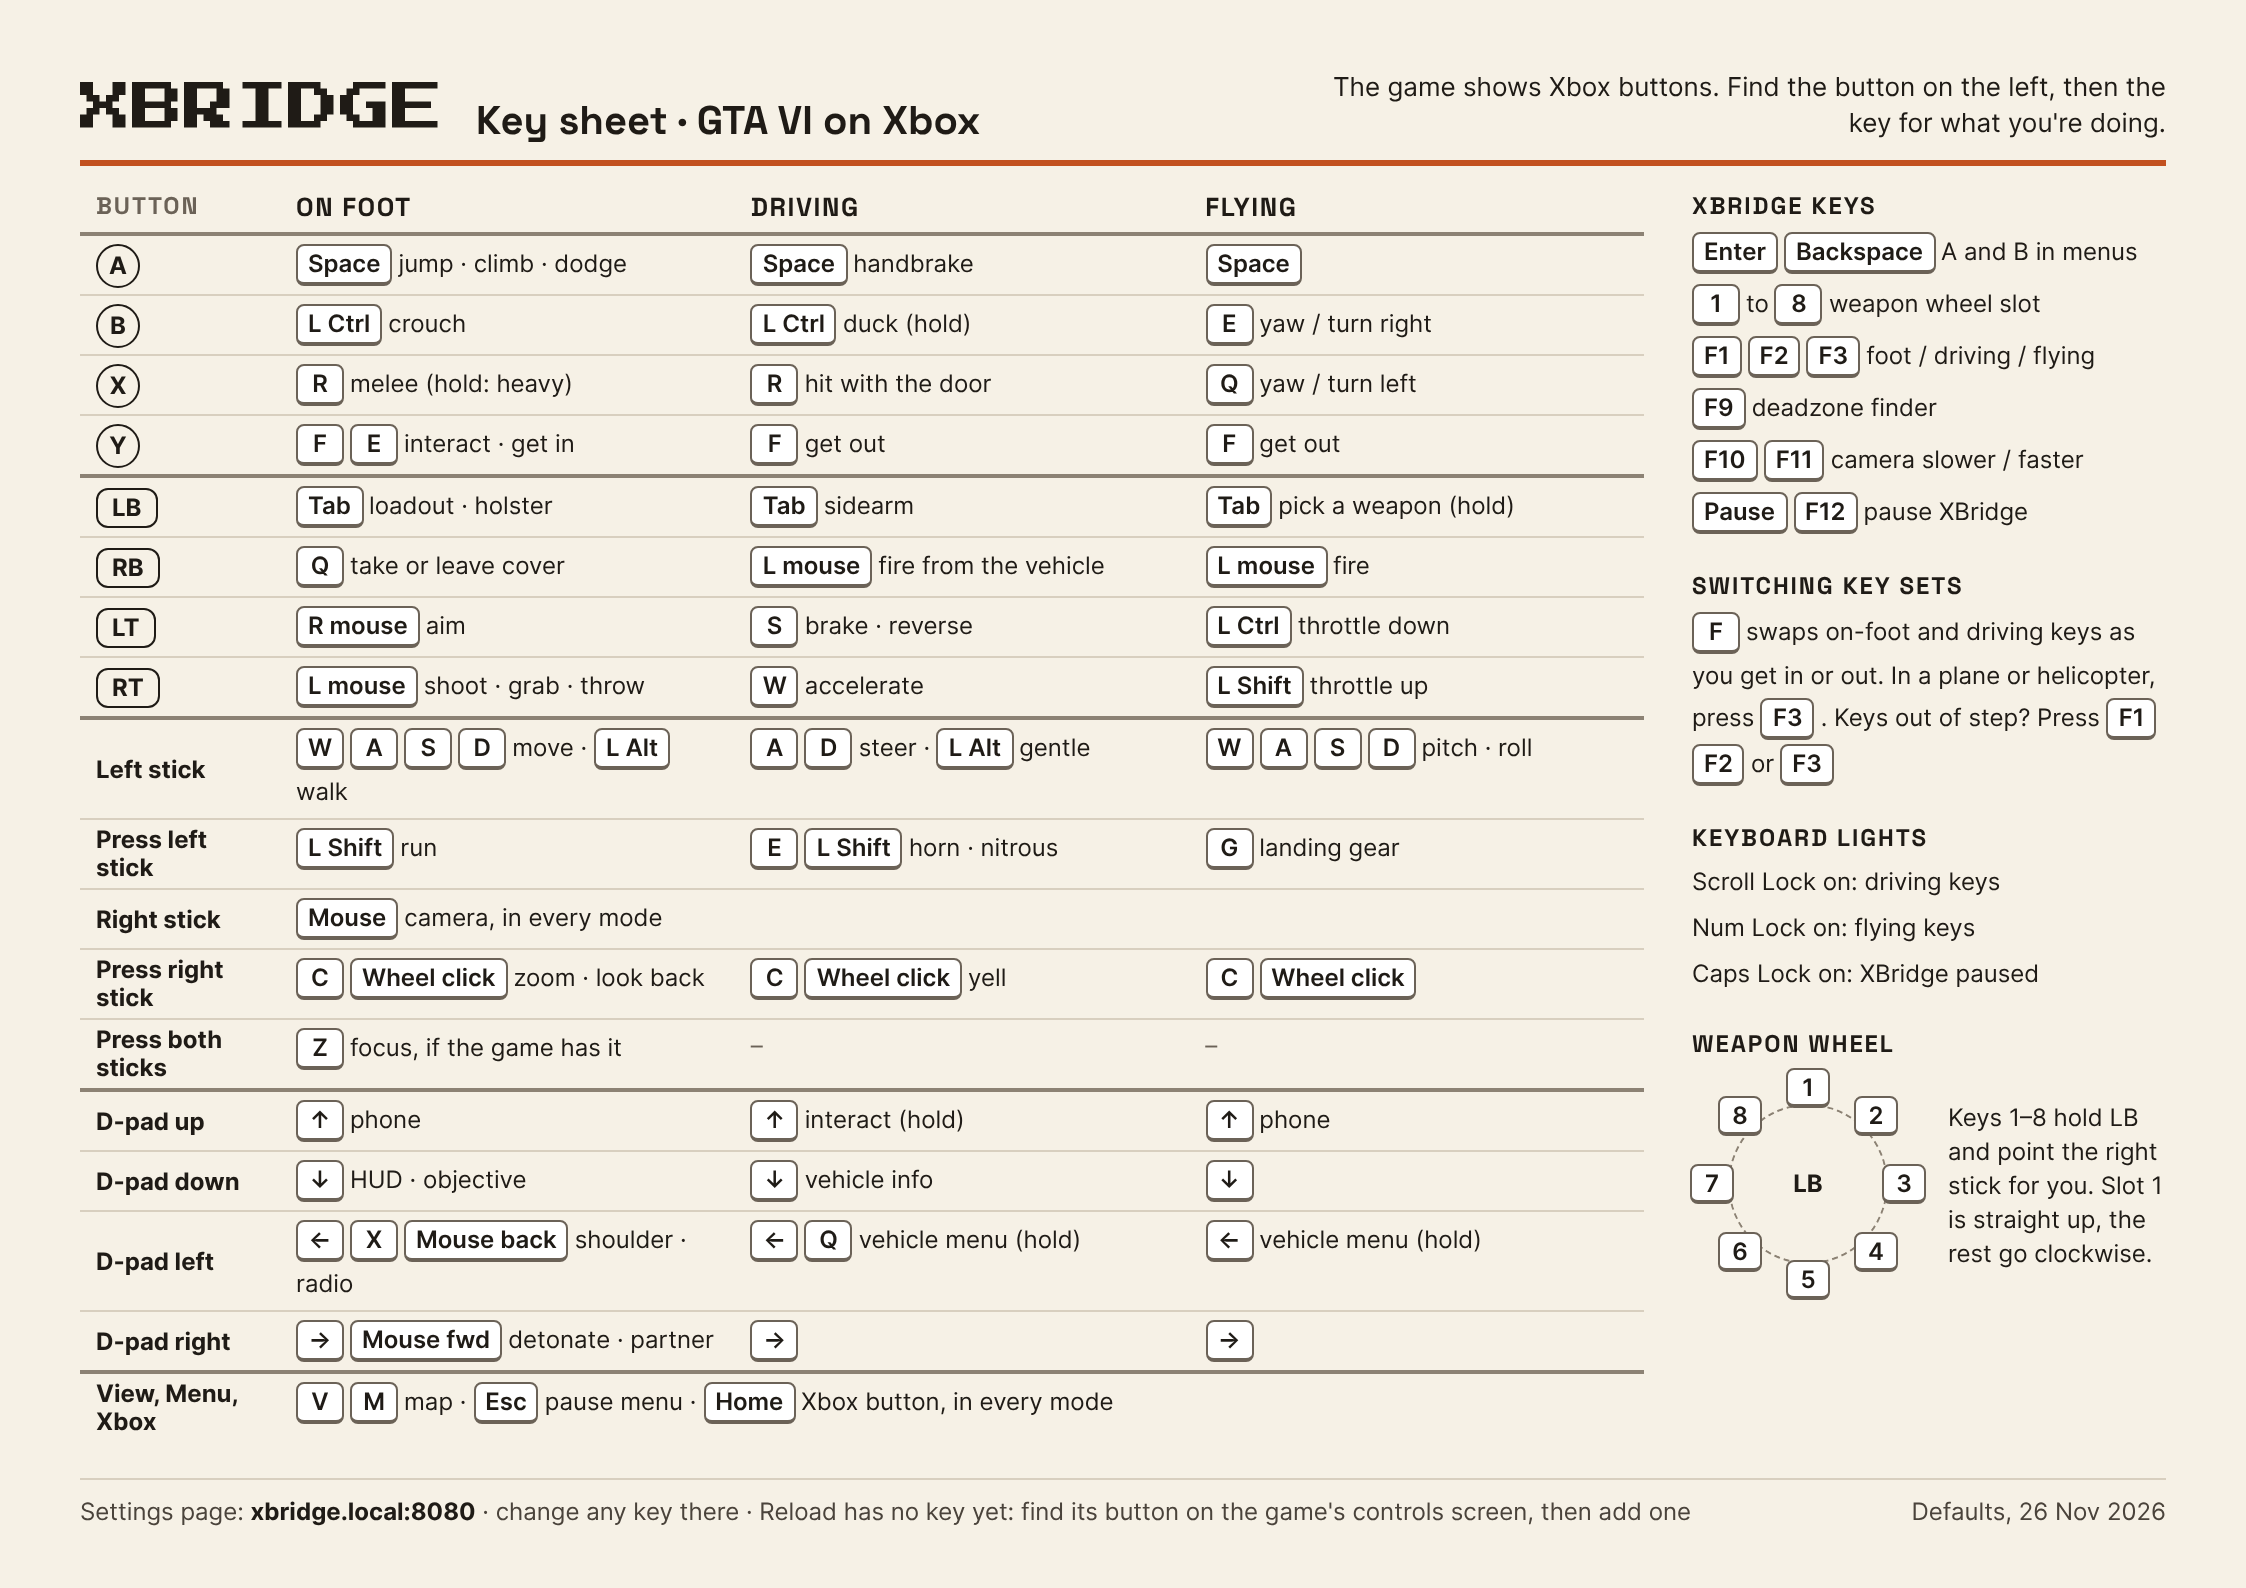 XBRIDGE Key sheet · GTA VI on Xbox
The game shows Xbox buttons. Find the button on the left, then the
key for what you're doing.
BUTTON ON FOOT DRIVING FLYING
A Space jump · climb · dodge Space handbrake Space
B L Ctrl crouch L Ctrl duck (hold) E yaw / turn right
X R melee (hold: heavy) R hit with the door Q yaw / turn left
Y F E interact · get in F get out F get out
LB Tab loadout · holster Tab sidearm Tab pick a weapon (hold)
RB Q take or leave cover L mouse fire from the vehicle L mouse fire
LT R mouse aim S brake · reverse L Ctrl throttle down
RT L mouse shoot · grab · throw W accelerate L Shift throttle up
Left stick W A S D move · L Alt walk A D steer · L Alt gentle W A S D pitch · roll
Press left stick L Shift run E L Shift horn · nitrous G landing gear
Right stick Mouse camera, in every mode
Press right stick C Wheel click zoom · look back C Wheel click yell C Wheel click
Press both sticks Z focus, if the game has it – –
D-pad up ↑ phone ↑ interact (hold) ↑ phone
D-pad down ↓ HUD · objective ↓ vehicle info ↓
D-pad left ← X Mouse back shoulder · radio ← Q vehicle menu (hold) ← vehicle menu (hold)
D-pad right → Mouse fwd detonate · partner → →
View, Menu, Xbox V M map · Esc pause menu · Home Xbox button, in every mode
XBRIDGE KEYS
Enter Backspace A and B in menus
1 to 8 weapon wheel slot
F1 F2 F3 foot / driving / flying
F9 deadzone finder
F10 F11 camera slower / faster
Pause F12 pause XBridge
SWITCHING KEY SETS
F swaps on-foot and driving keys as
you get in or out. In a plane or helicopter,
press F3 . Keys out of step? Press F1
F2 or F3
KEYBOARD LIGHTS
Scroll Lock on: driving keys
Num Lock on: flying keys
Caps Lock on: XBridge paused
WEAPON WHEEL
1
8 2
7 LB 3
6 4
5
Keys 1–8 hold LB
and point the right
stick for you. Slot 1
is straight up, the
rest go clockwise.
Settings page: xbridge.local:8080 · change any key there · Reload has no key yet: find its button on the game's controls screen, then add one
Defaults, 26 Nov 2026